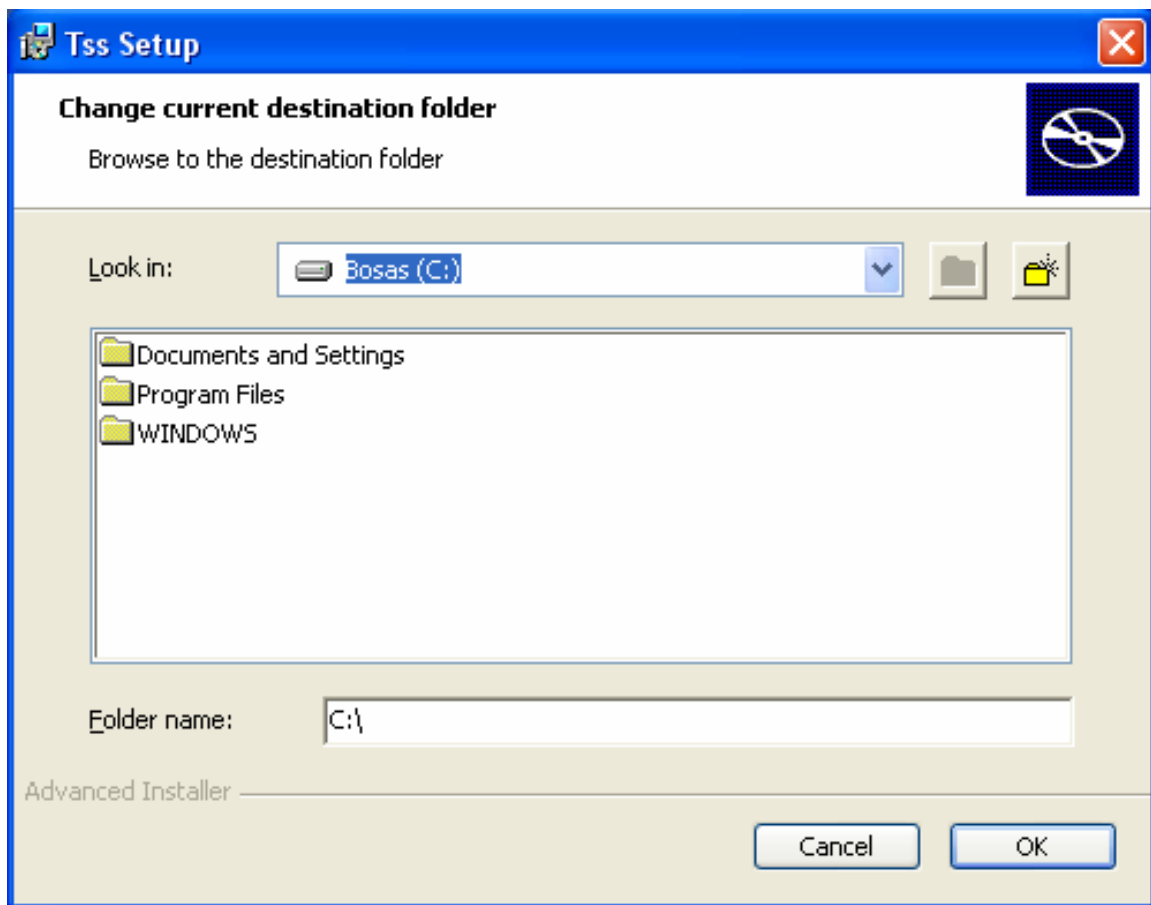 Tss Setup
Change current destination folder
Browse to the destination folder
Look in:
Bosas (C:)
Documents and Settings
Program Files
WINDOWS
Folder name:
C:\
Advanced Installer
Cancel
OK